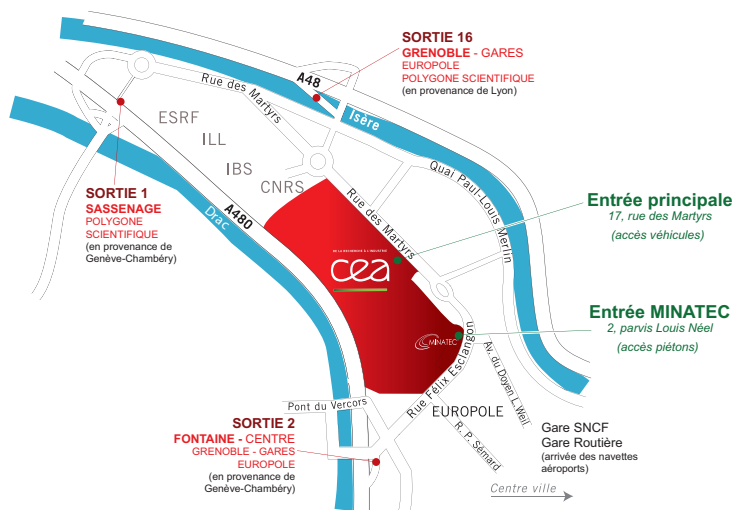 SORTIE 16
GRENOBLE - GARES
EUROPOLE
POLYGONE SCIENTIFIQUE
(en provenance de Lyon)
A48
Rue des Martyrs
Isère
ESRF
ILL
IBS
CNRS
Quai Paul-Louis Merlin
SORTIE 1
SASSENAGE
POLYGONE
SCIENTIFIQUE
(en provenance de
Genève-Chambéry)
Drac
A480
Rue des Martyrs
Entrée principale
17, rue des Martyrs
(accès véhicules)
DE LA RECHERCHE À L'INDUSTRIE
cea
MINATEC
Entrée MINATEC
2, parvis Louis Néel
(accès piétons)
Rue Félix Esclangon
Av. du Doyen L. Weil
Pont du Vercors
EUROPOLE
R. P. Sémard
SORTIE 2
FONTAINE - CENTRE
GRENOBLE - GARES
EUROPOLE
(en provenance de
Genève-Chambéry)
Gare SNCF
Gare Routière
(arrivée des navettes
aéroports)
Centre ville